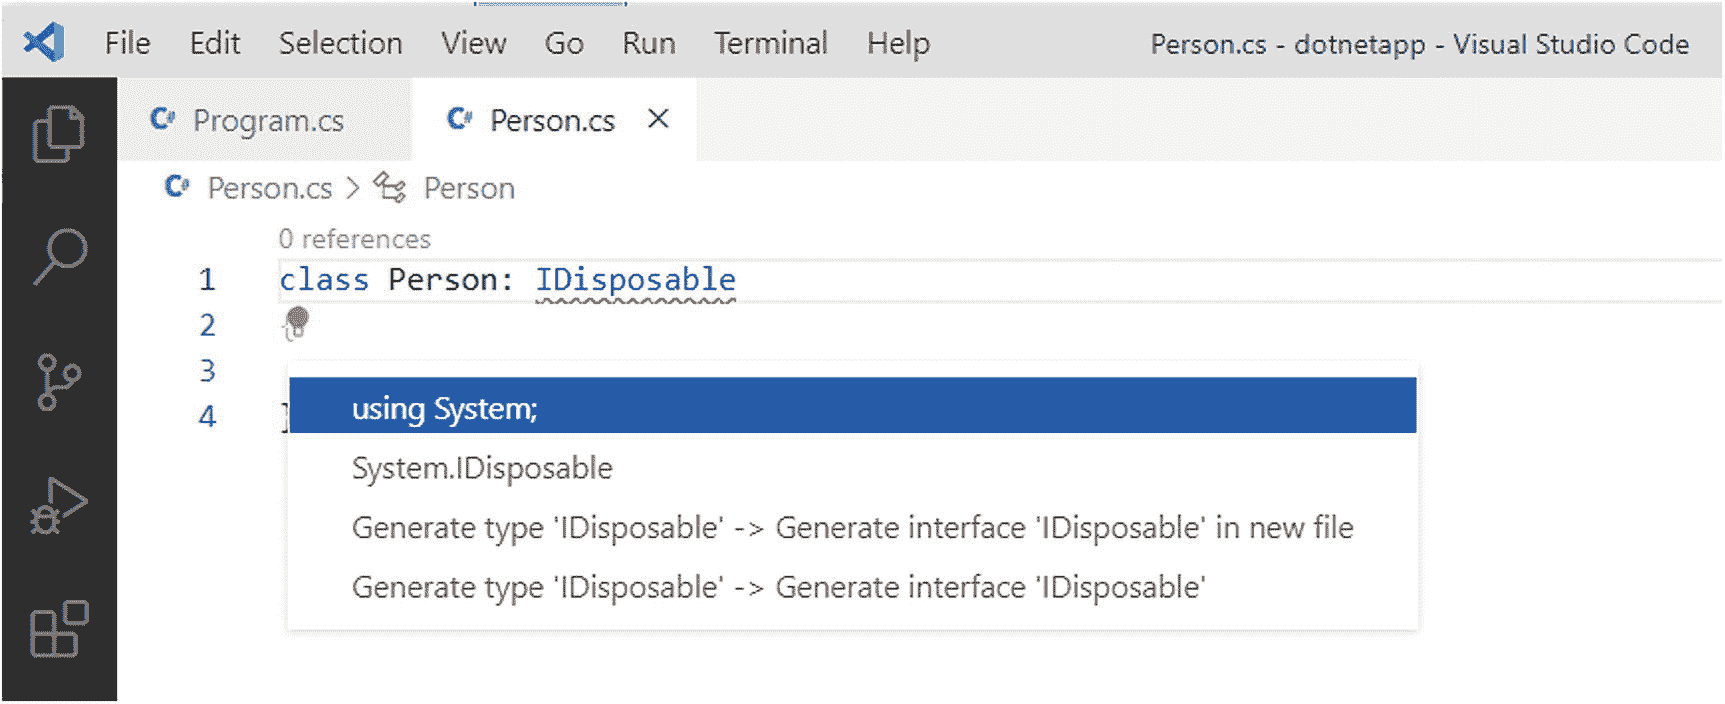 File Edit Selection View Go Run Terminal Help Person.cs - dotnetapp - Visual Studio Code
C# Program.cs C# Person.cs ×
C# Person.cs > Person
0 references
1 class Person: IDisposable
2 {
3
4 }
using System;
System.IDisposable
Generate type 'IDisposable' -> Generate interface 'IDisposable' in new file
Generate type 'IDisposable' -> Generate interface 'IDisposable'